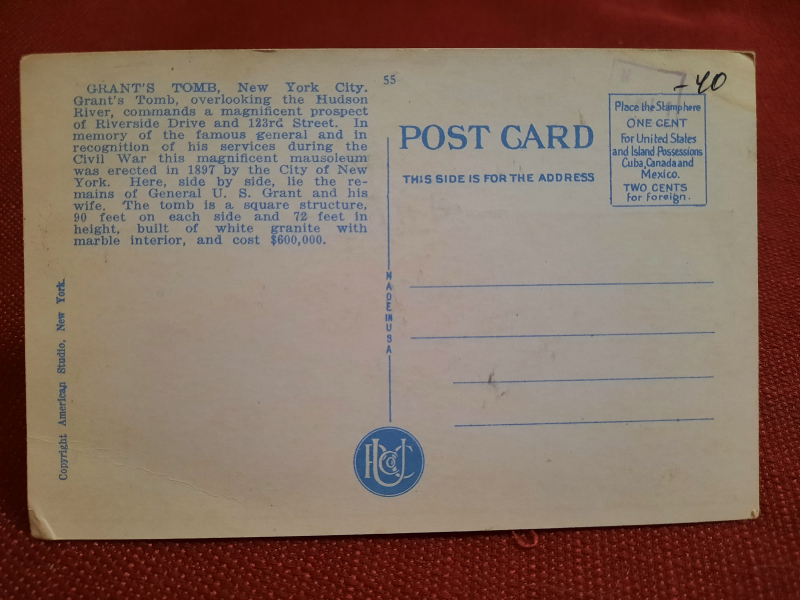 GRANT'S TOMB, New York City.
Grant's Tomb, overlooking the Hudson
River, commands a magnificent prospect
of Riverside Drive and 123rd Street. In
memory of the famous general and in
recognition of his services during the
Civil War this magnificent mausoleum
was erected in 1897 by the City of New
York. Here, side by side, lie the re-
mains of General U. S. Grant and his
wife. The tomb is a square structure,
90 feet on each side and 72 feet in
height, built of white granite with
marble interior, and cost $600,000.
Copyright American Studio, New York.
55
POST CARD
THIS SIDE IS FOR THE ADDRESS
MADE IN USA
-40
Place the Stamp here
ONE CENT
For United States
and Island Possessions
Cuba, Canada and
Mexico.
TWO CENTS
for foreign.